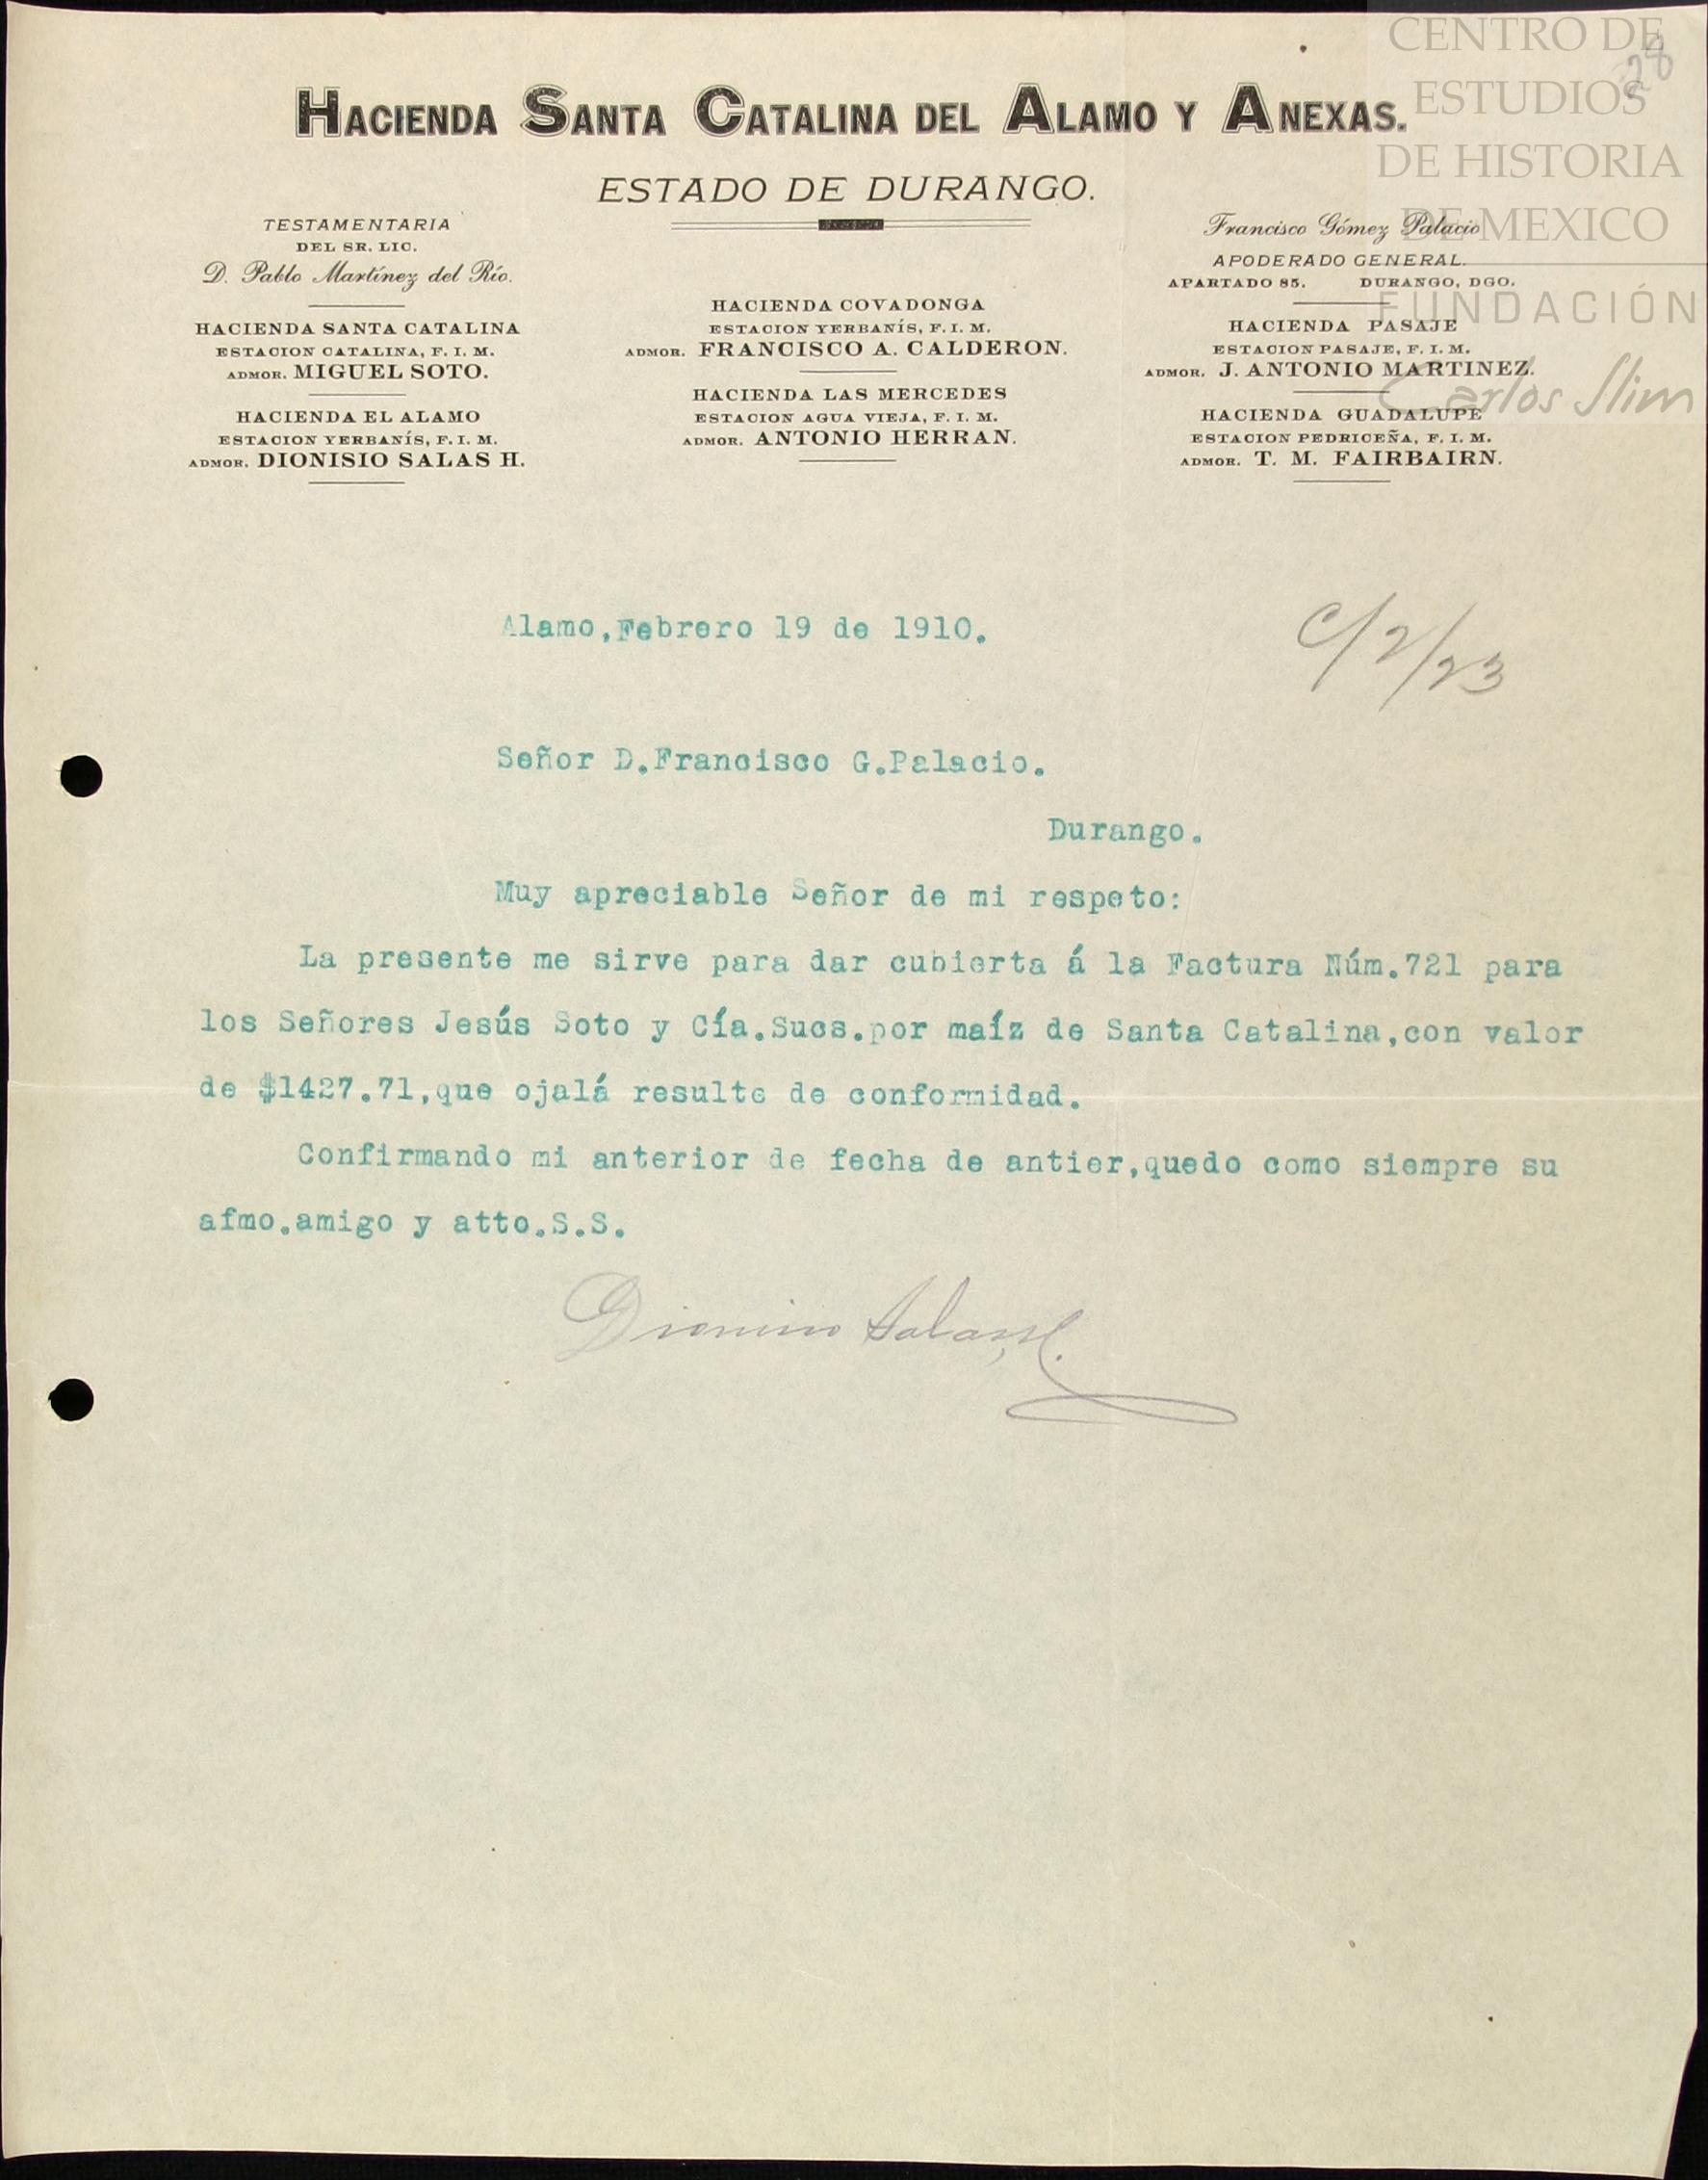 CENTRO DE
ESTUDIOS
DE HISTORIA
DE MEXICO
FUNDACIÓN
Carlos Slim
28
HACIENDA SANTA CATALINA DEL ALAMO Y ANEXAS.
ESTADO DE DURANGO.
TESTAMENTARIA
DEL SR. LIC.
D. Pablo Martínez del Río.
HACIENDA SANTA CATALINA
ESTACION CATALINA, F. I. M.
ADMOR. MIGUEL SOTO.
HACIENDA EL ALAMO
ESTACION YERBANÍS, F. I. M.
ADMOR. DIONISIO SALAS H.
HACIENDA COVADONGA
ESTACION YERBANÍS, F. I. M.
ADMOR. FRANCISCO A. CALDERON.
HACIENDA LAS MERCEDES
ESTACION AGUA VIEJA, F. I. M.
ADMOR. ANTONIO HERRAN.
Francisco Gómez Palacio
APODERADO GENERAL.
APARTADO 85. DURANGO, DGO.
HACIENDA PASAJE
ESTACION PASAJE, F. I. M.
ADMOR. J. ANTONIO MARTINEZ.
HACIENDA GUADALUPE
ESTACION PEDRICEÑA, F. I. M.
ADMOR. T. M. FAIRBAIRN.
Alamo,Febrero 19 de 1910.
C/2/23
Señor D.Francisco G.Palacio.
Durango.
Muy apreciable Señor de mi respeto:
La presente me sirve para dar cubierta á la Factura Núm.721 para
los Señores Jesús Soto y Cía.Sucs.por maíz de Santa Catalina,con valor
de $1427.71,que ojalá resulte de conformidad.
Confirmando mi anterior de fecha de antier,quedo como siempre su
afmo.amigo y atto.S.S.
Dionisio Salas H.